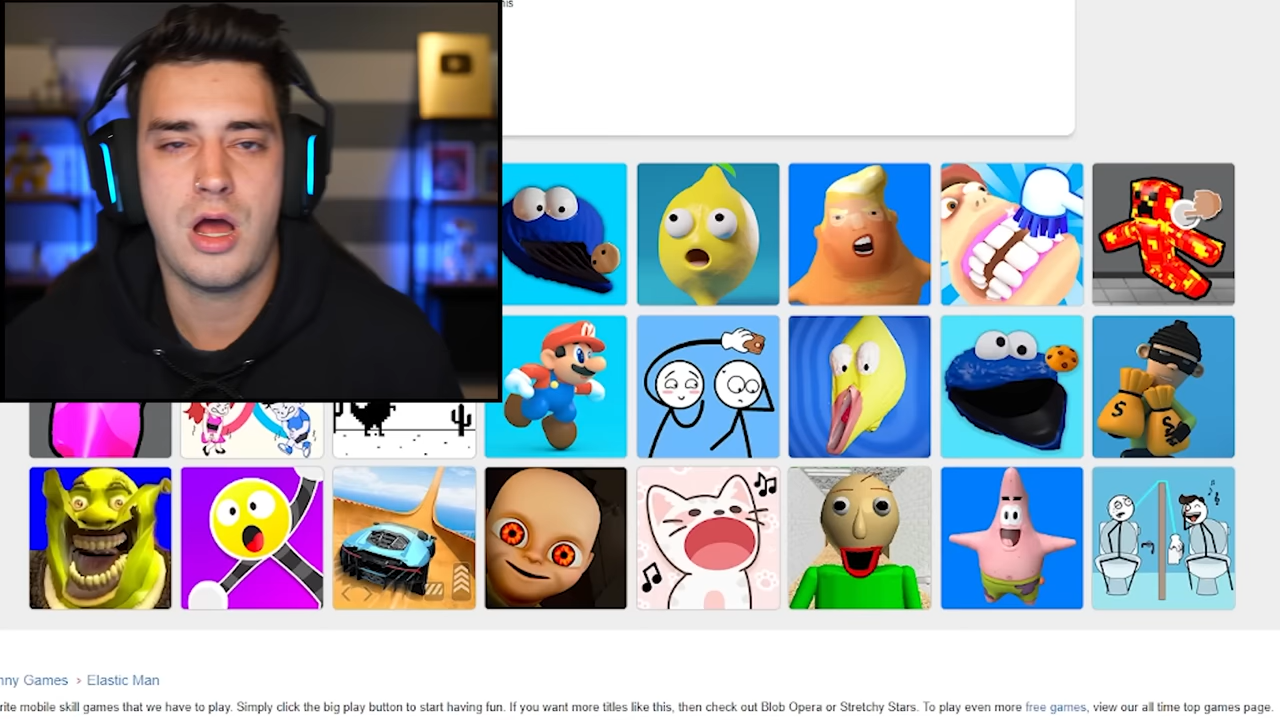 his
M
$
$
nny Games > Elastic Man
rite mobile skill games that we have to play. Simply click the big play button to start having fun. If you want more titles like this, then check out Blob Opera or Stretchy Stars. To play even more free games, view our all time top games page.